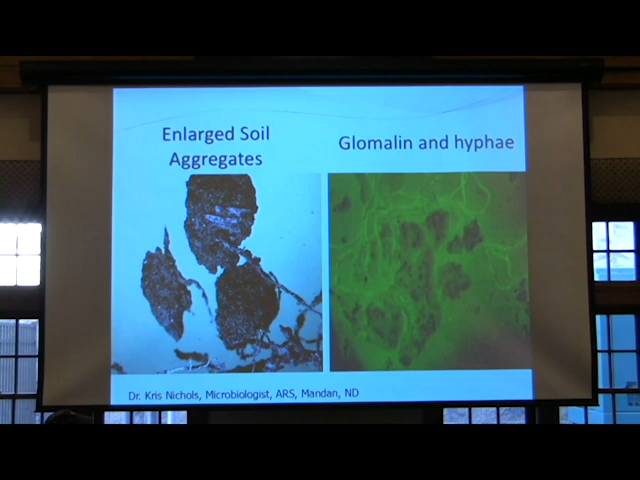 Enlarged Soil
Aggregates
Glomalin and hyphae
Dr. Kris Nichols, Microbiologist, ARS, Mandan, ND